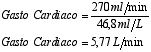 Gasto Cardiaco = 270 ml/min / 46,8 ml/L
Gasto Cardiaco = 5,77 L/min